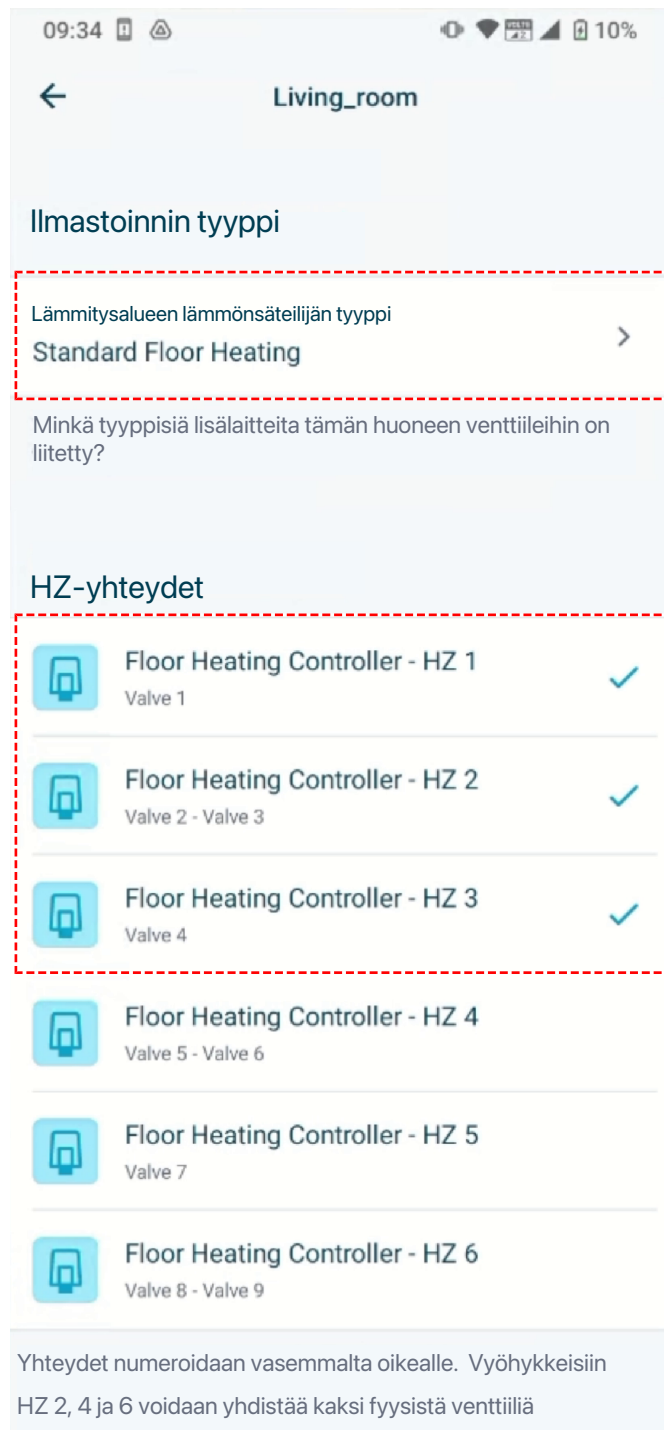 09:34 10%
Living_room
Ilmastoinnin tyyppi
Lämmitysalueen lämmönsäteilijän tyyppi
Standard Floor Heating
Minkä tyyppisiä lisälaitteita tämän huoneen venttiileihin on
liitetty?
HZ-yhteydet
Floor Heating Controller - HZ 1
Valve 1
Floor Heating Controller - HZ 2
Valve 2 - Valve 3
Floor Heating Controller - HZ 3
Valve 4
Floor Heating Controller - HZ 4
Valve 5 - Valve 6
Floor Heating Controller - HZ 5
Valve 7
Floor Heating Controller - HZ 6
Valve 8 - Valve 9
Yhteydet numeroidaan vasemmalta oikealle. Vyöhykkeisiin
HZ 2, 4 ja 6 voidaan yhdistää kaksi fyysistä venttiiliä